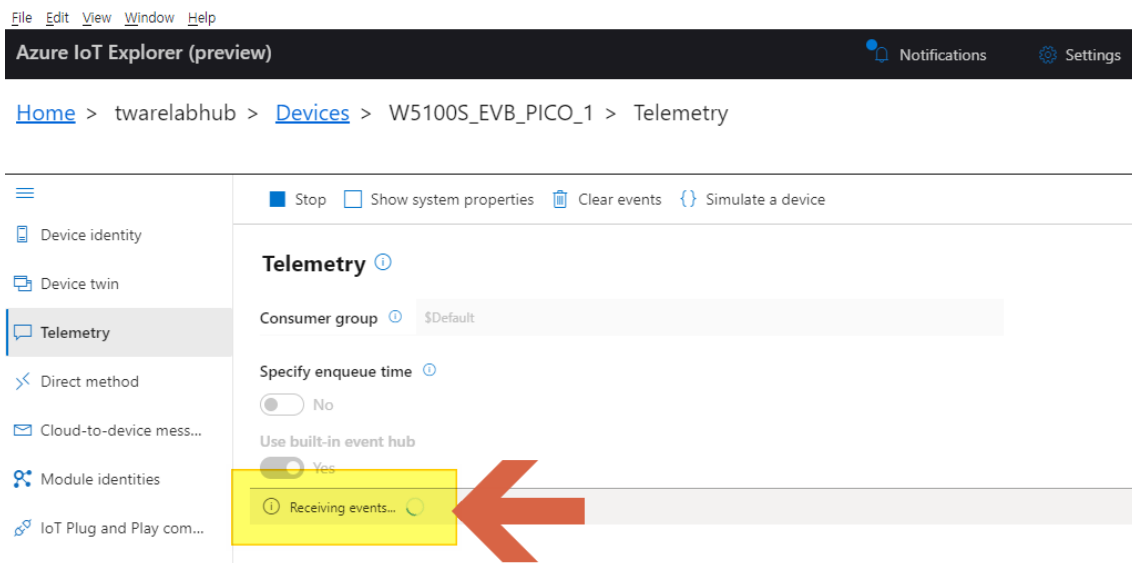 File Edit View Window Help
Azure IoT Explorer (preview)
Notifications
Settings
Home > twarelabhub > Devices > W5100S_EVB_PICO_1 > Telemetry
Stop Show system properties Clear events {} Simulate a device
Device identity
Device twin
Telemetry
Direct method
Cloud-to-device mess...
Module identities
IoT Plug and Play com...
Telemetry
Consumer group $Default
Specify enqueue time
No
Use built-in event hub
Yes
Receiving events...